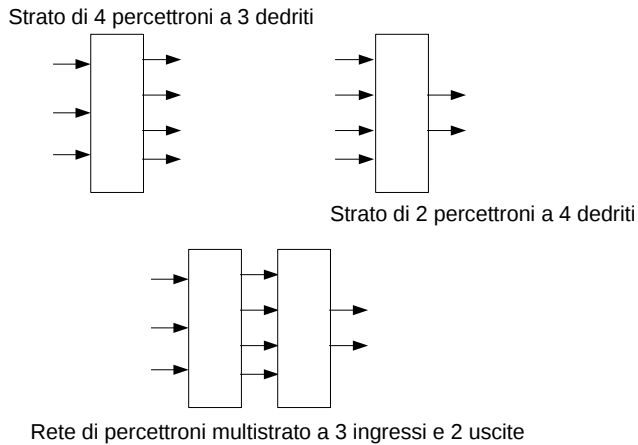 Strato di 4 percettroni a 3 dedriti
Strato di 2 percettroni a 4 dedriti
Rete di percettroni multistrato a 3 ingressi e 2 uscite